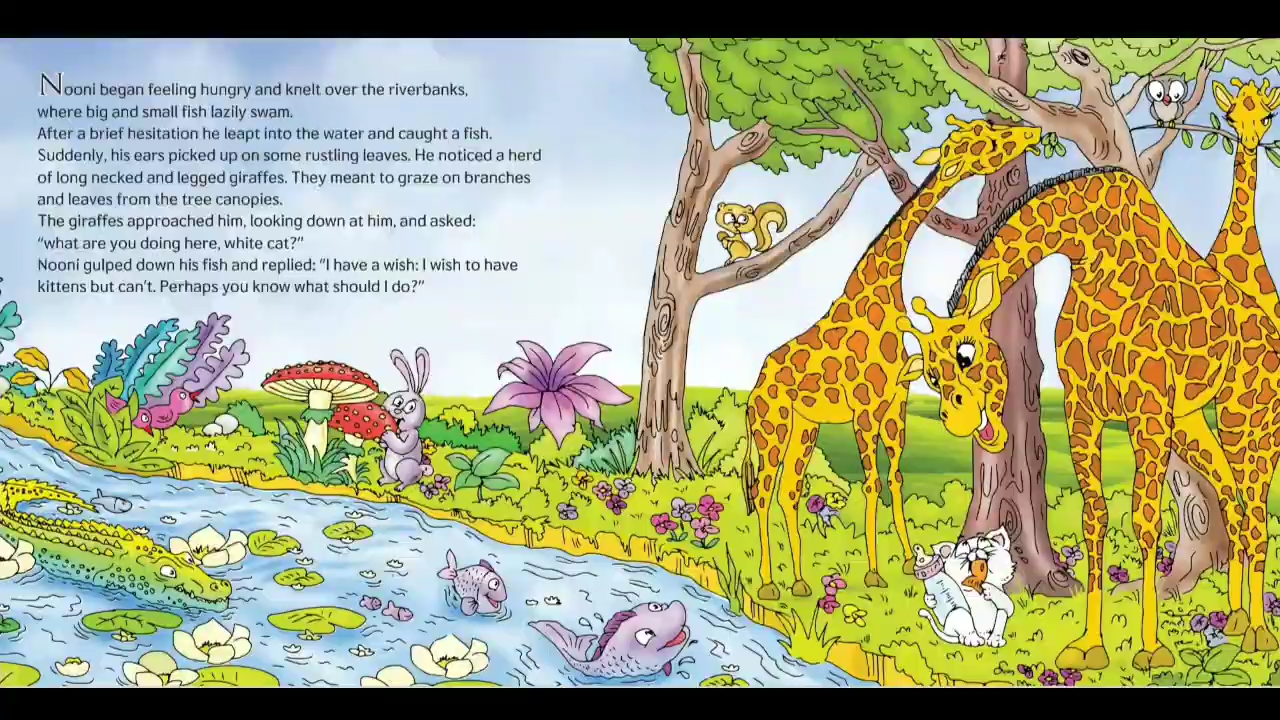 Nooni began feeling hungry and knelt over the riverbanks,
where big and small fish lazily swam.
After a brief hesitation he leapt into the water and caught a fish.
Suddenly, his ears picked up on some rustling leaves. He noticed a herd
of long necked and legged giraffes. They meant to graze on branches
and leaves from the tree canopies.
The giraffes approached him, looking down at him, and asked:
“what are you doing here, white cat?”
Nooni gulped down his fish and replied: “I have a wish: I wish to have
kittens but can’t. Perhaps you know what should I do?”